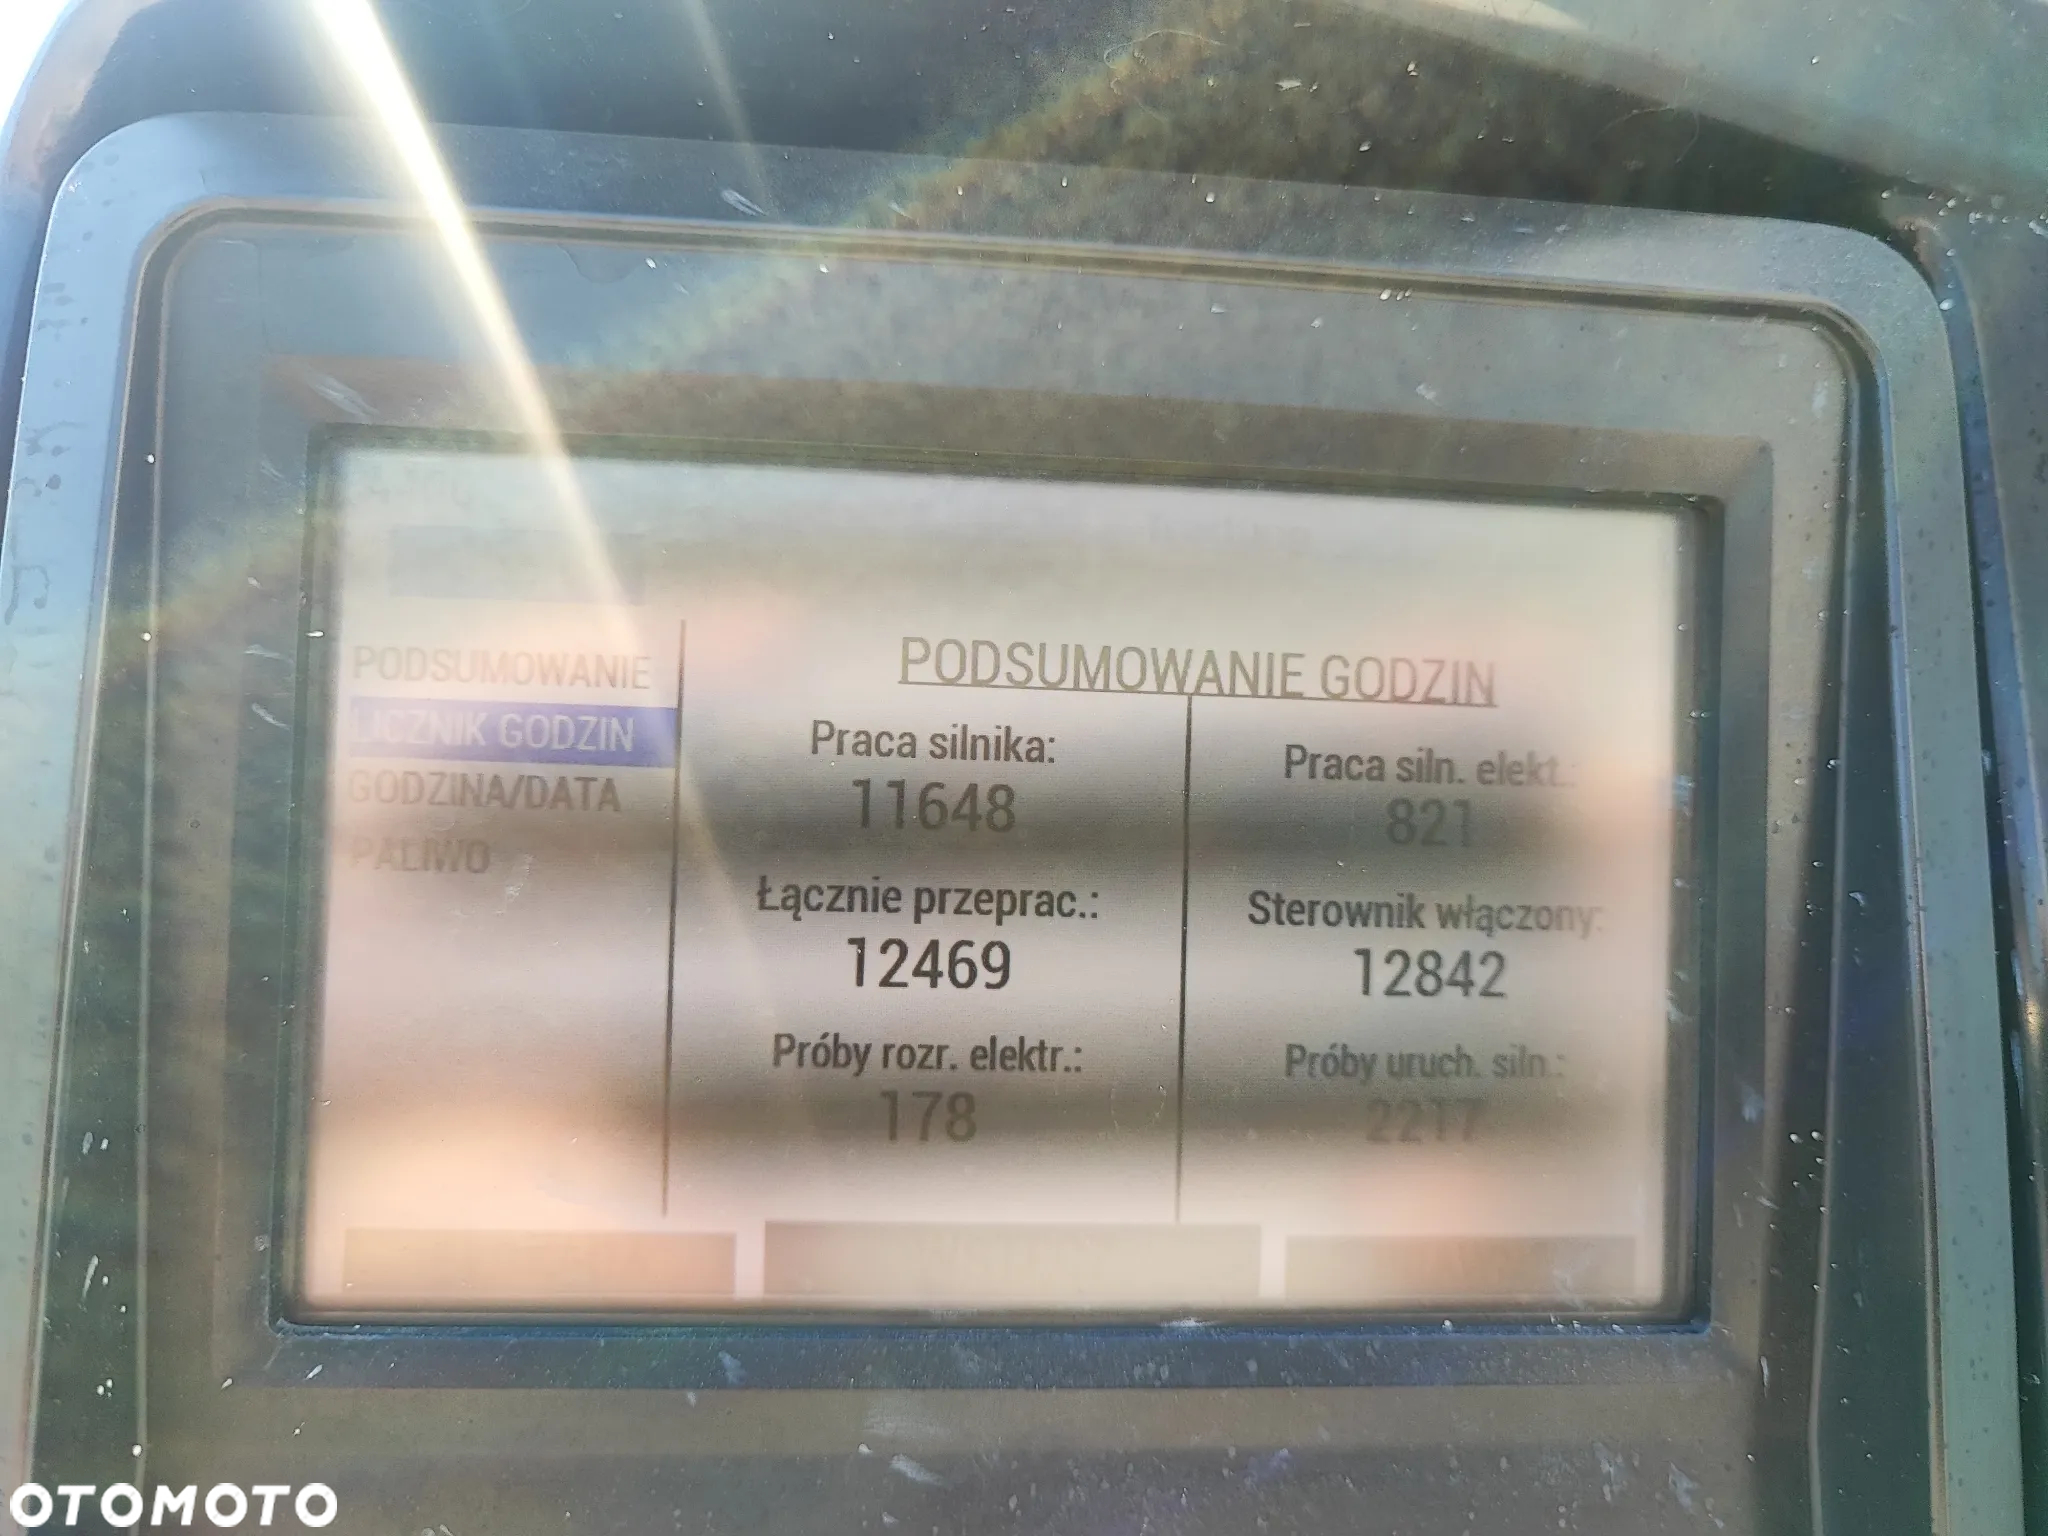 PODSUMOWANIE
LICZNIK GODZIN
GODZINA/DATA
PALIWO
PODSUMOWANIE GODZIN
Praca silnika:
11648
Praca siln. elekt.:
821
Łącznie przeprac.:
12469
Sterownik włączony:
12842
Próby rozr. elektr.:
178
Próby uruch. siln.:
2217
OTOMOTO